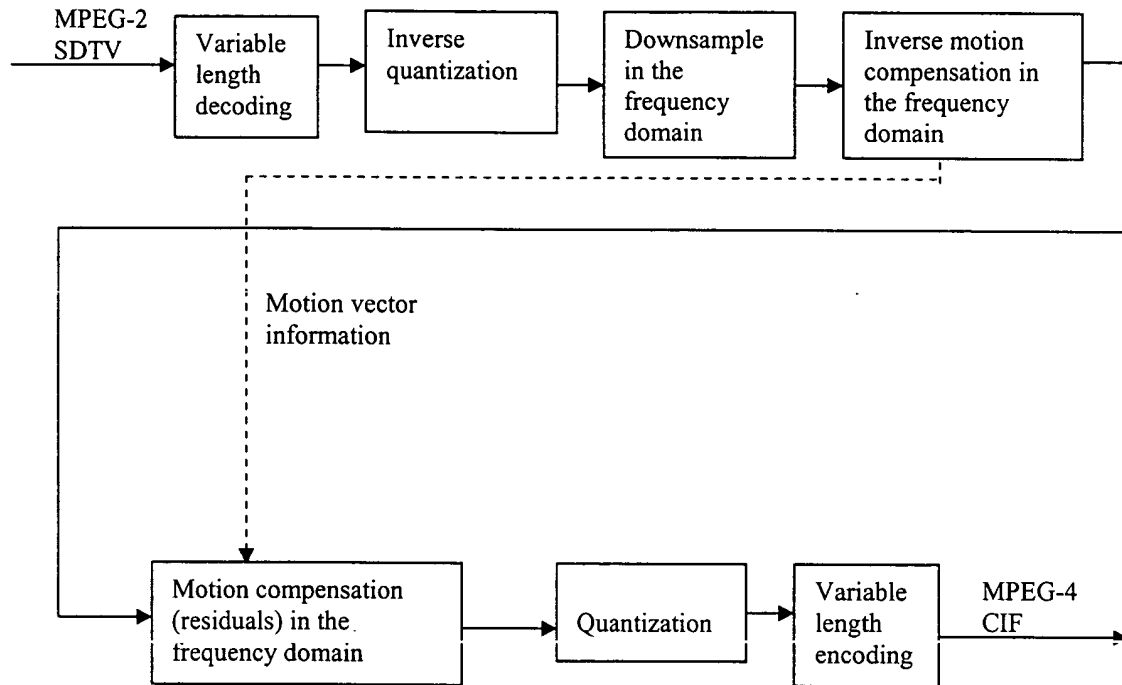 MPEG-2
SDTV
Variable
length
decoding
Inverse
quantization
Downsample
in the
frequency
domain
Inverse motion
compensation in
the frequency
domain
Motion vector
information
Motion compensation
(residuals) in the
frequency domain
Quantization
Variable
length
encoding
MPEG-4
CIF